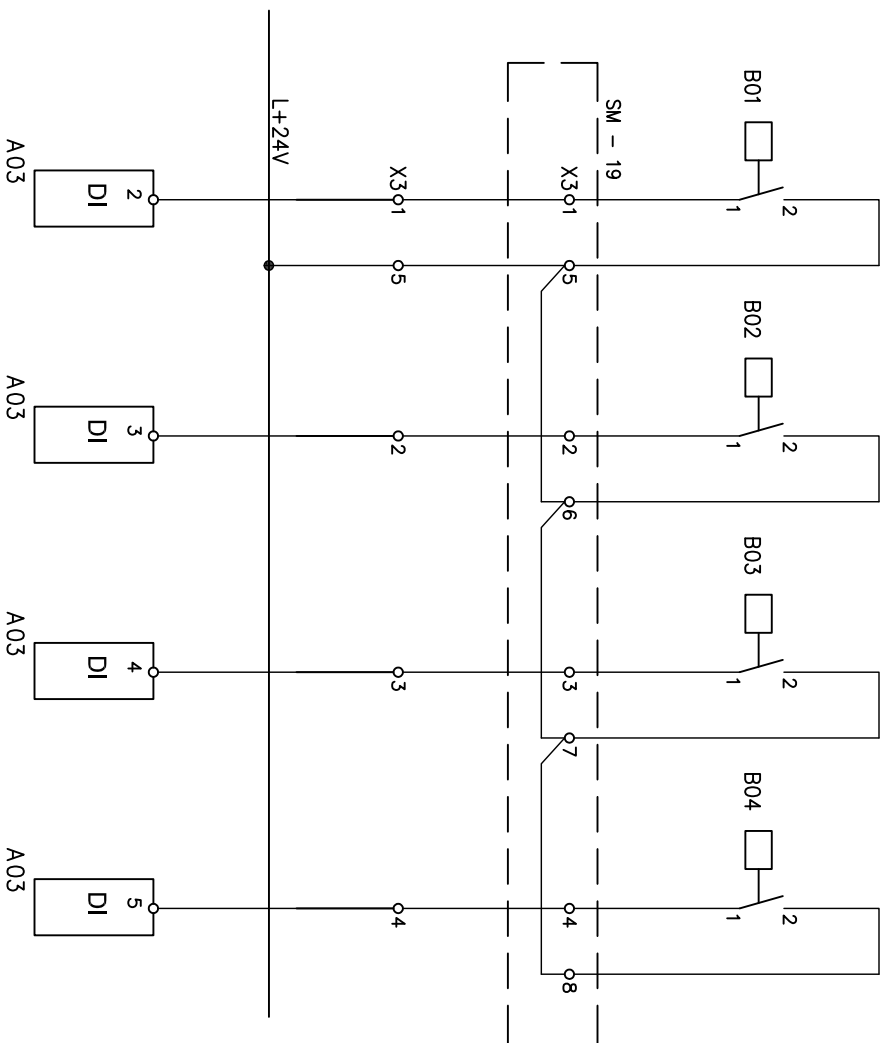 2 2 2 2
B01 B02 B03 B04
1 1 1 1
SM - 19
X3 1 5 2 6 3 7 4 8
X3 1 5 2 3 4
L+24V
2 3 4 5
DI DI DI DI
A03 A03 A03 A03